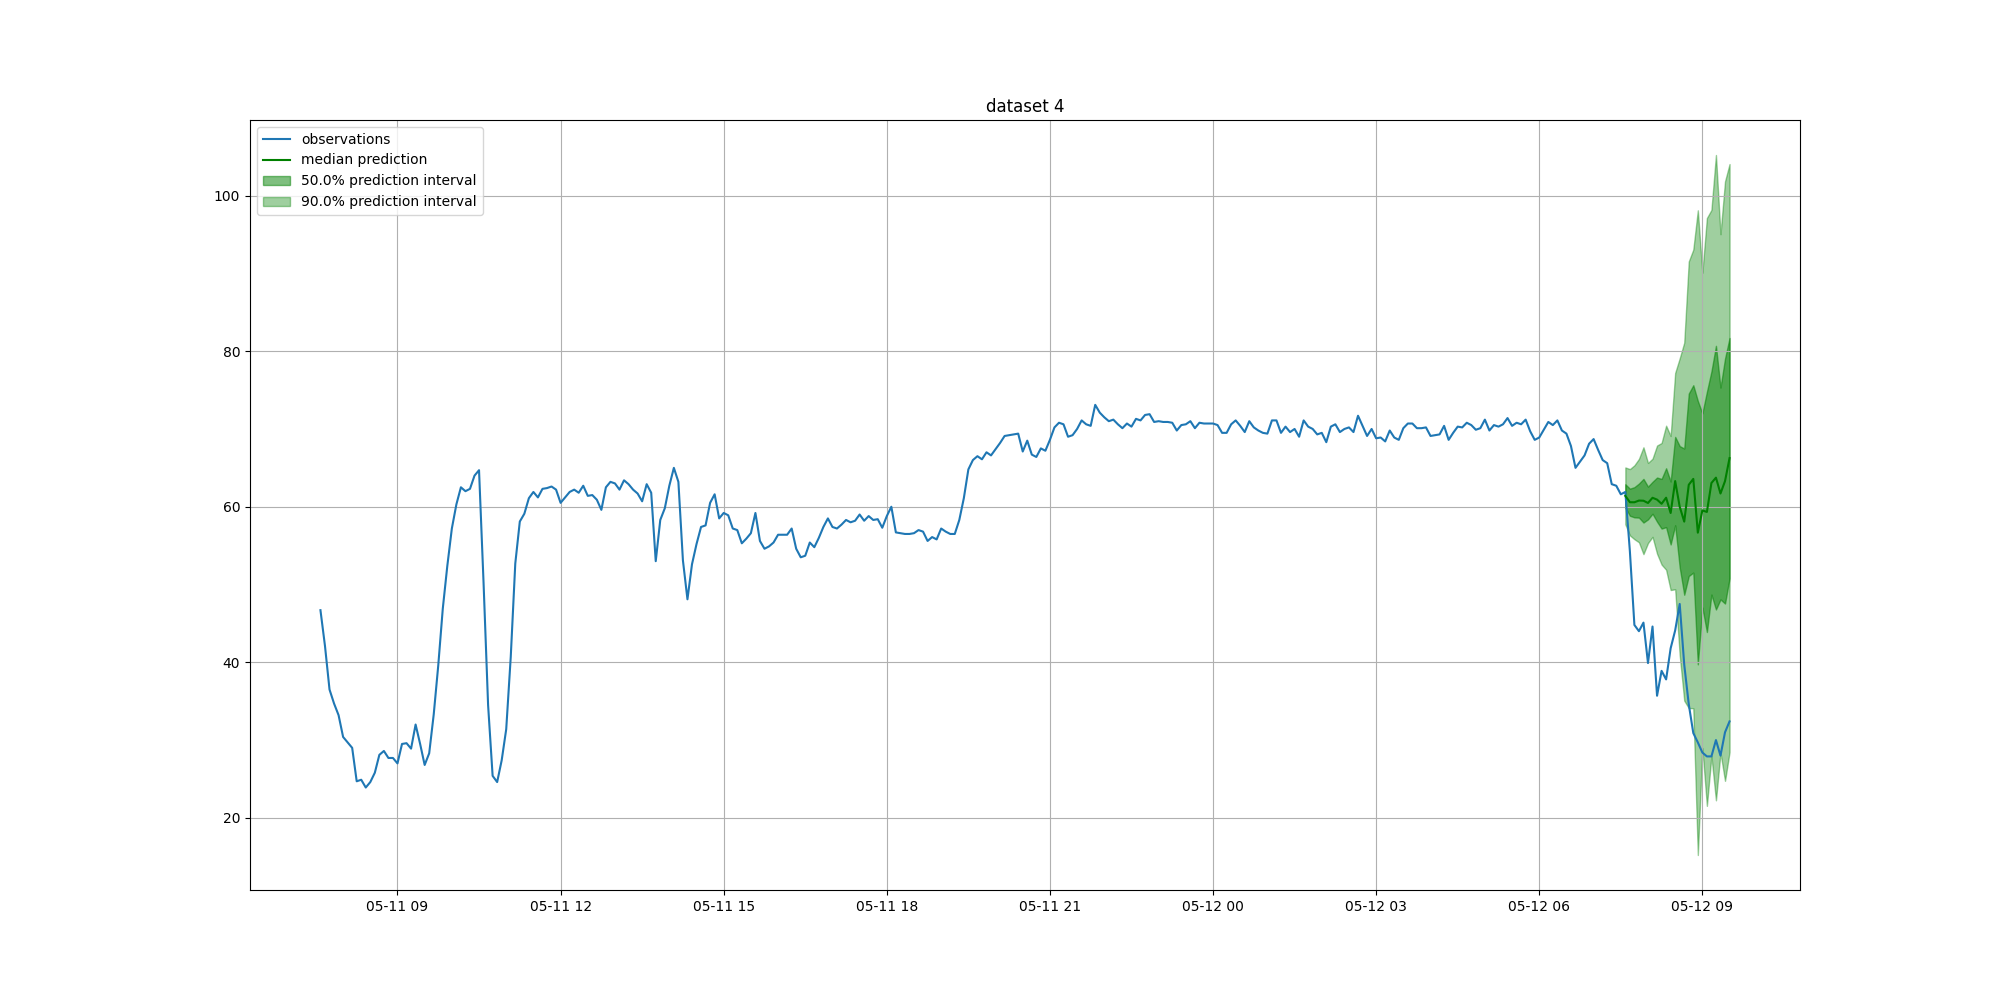 dataset 4
observations
median prediction
50.0% prediction interval
90.0% prediction interval
100
80
60
40
20
05-11 09 05-11 12 05-11 15 05-11 18 05-11 21 05-12 00 05-12 03 05-12 06 05-12 09